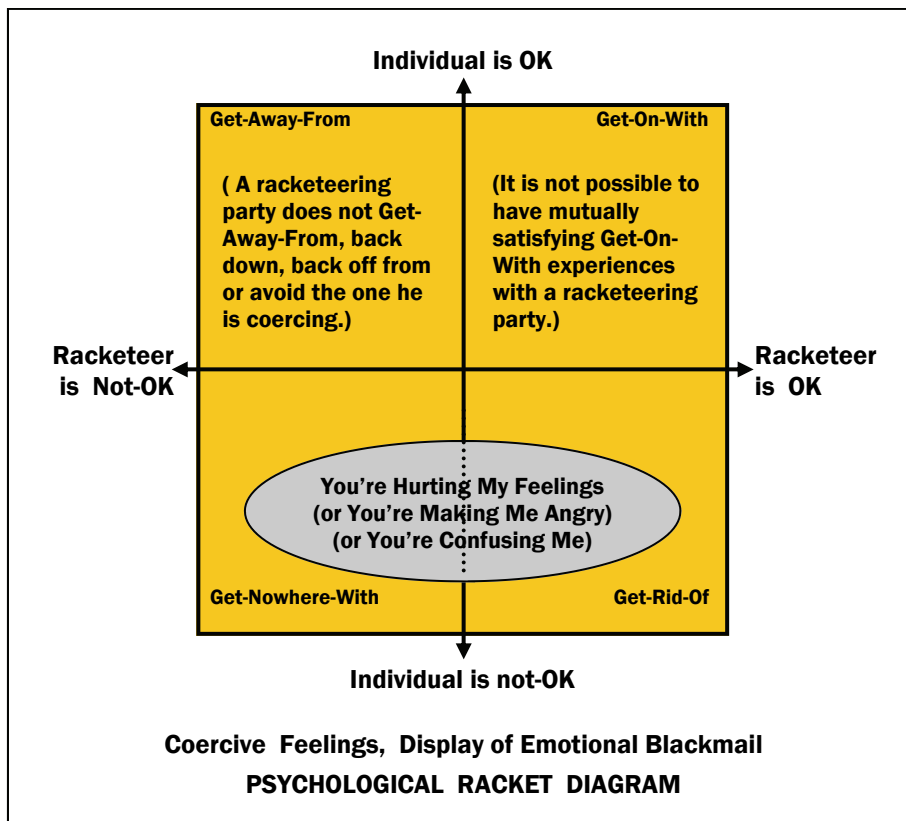 Individual is OK
Get-Away-From
Get-On-With
( A racketeering
party does not Get-
Away-From, back
down, back off from
or avoid the one he
is coercing.)
(It is not possible to
have mutually
satisfying Get-On-
With experiences
with a racketeering
party.)
Racketeer
is Not-OK
Racketeer
is OK
You're Hurting My Feelings
(or You're Making Me Angry)
(or You're Confusing Me)
Get-Nowhere-With
Get-Rid-Of
Individual is not-OK
Coercive Feelings, Display of Emotional Blackmail
PSYCHOLOGICAL RACKET DIAGRAM